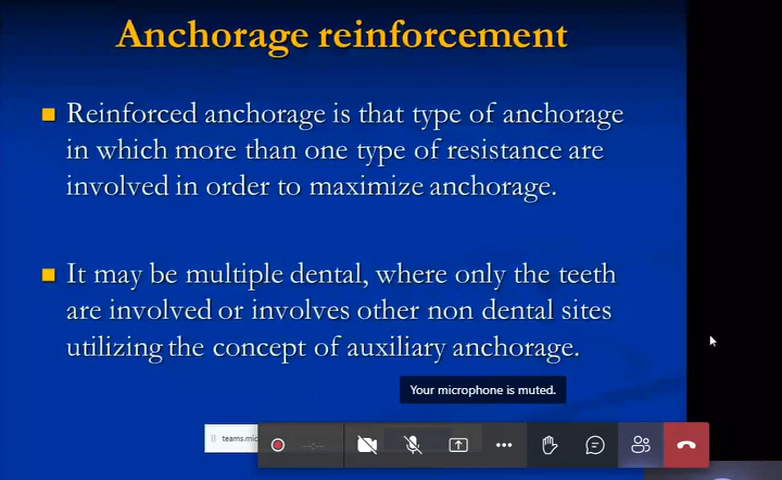 Anchorage reinforcement
Reinforced anchorage is that type of anchorage
in which more than one type of resistance are
involved in order to maximize anchorage.
It may be multiple dental, where only the teeth
are involved or involves other non dental sites
utilizing the concept of auxiliary anchorage.
Your microphone is muted.
teams.mic